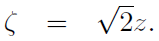 ζ = √2z.